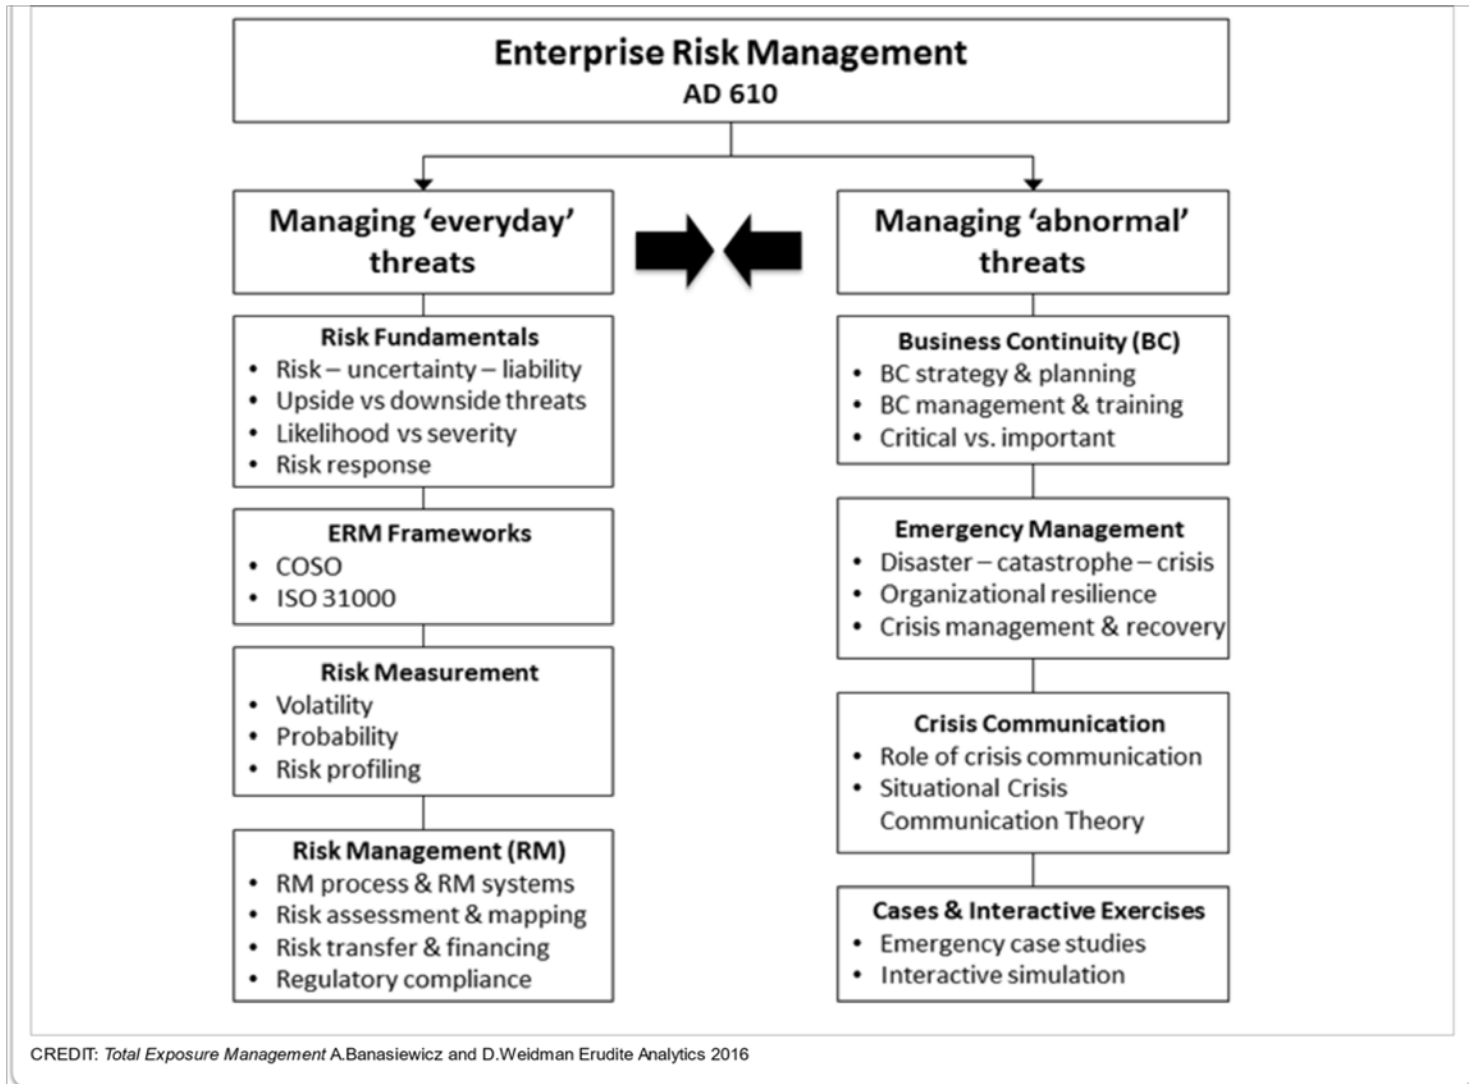 Enterprise Risk Management
AD 610
Managing ‘everyday’
threats
Risk Fundamentals
• Risk – uncertainty – liability
• Upside vs downside threats
• Likelihood vs severity
• Risk response
ERM Frameworks
• COSO
• ISO 31000
Risk Measurement
• Volatility
• Probability
• Risk profiling
Risk Management (RM)
• RM process & RM systems
• Risk assessment & mapping
• Risk transfer & financing
• Regulatory compliance
Managing ‘abnormal’
threats
Business Continuity (BC)
• BC strategy & planning
• BC management & training
• Critical vs. important
Emergency Management
• Disaster – catastrophe – crisis
• Organizational resilience
• Crisis management & recovery
Crisis Communication
• Role of crisis communication
• Situational Crisis
Communication Theory
Cases & Interactive Exercises
• Emergency case studies
• Interactive simulation
CREDIT: Total Exposure Management A.Banasiewicz and D.Weidman Erudite Analytics 2016